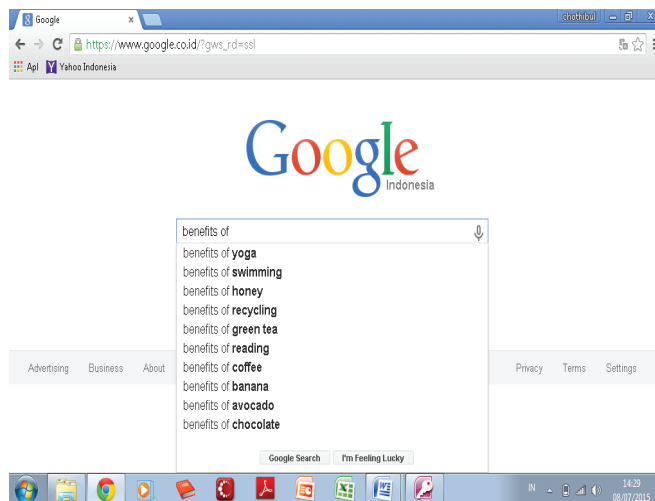 Google
chothibul
https://www.google.co.id/?gws_rd=ssl
Apl Yahoo Indonesia
Google
Indonesia
benefits of
benefits of yoga
benefits of swimming
benefits of honey
benefits of recycling
benefits of green tea
benefits of reading
benefits of coffee
benefits of banana
benefits of avocado
benefits of chocolate
Advertising Business About Privacy Terms Settings
Google Search I'm Feeling Lucky
IN 14:29
08/07/2015